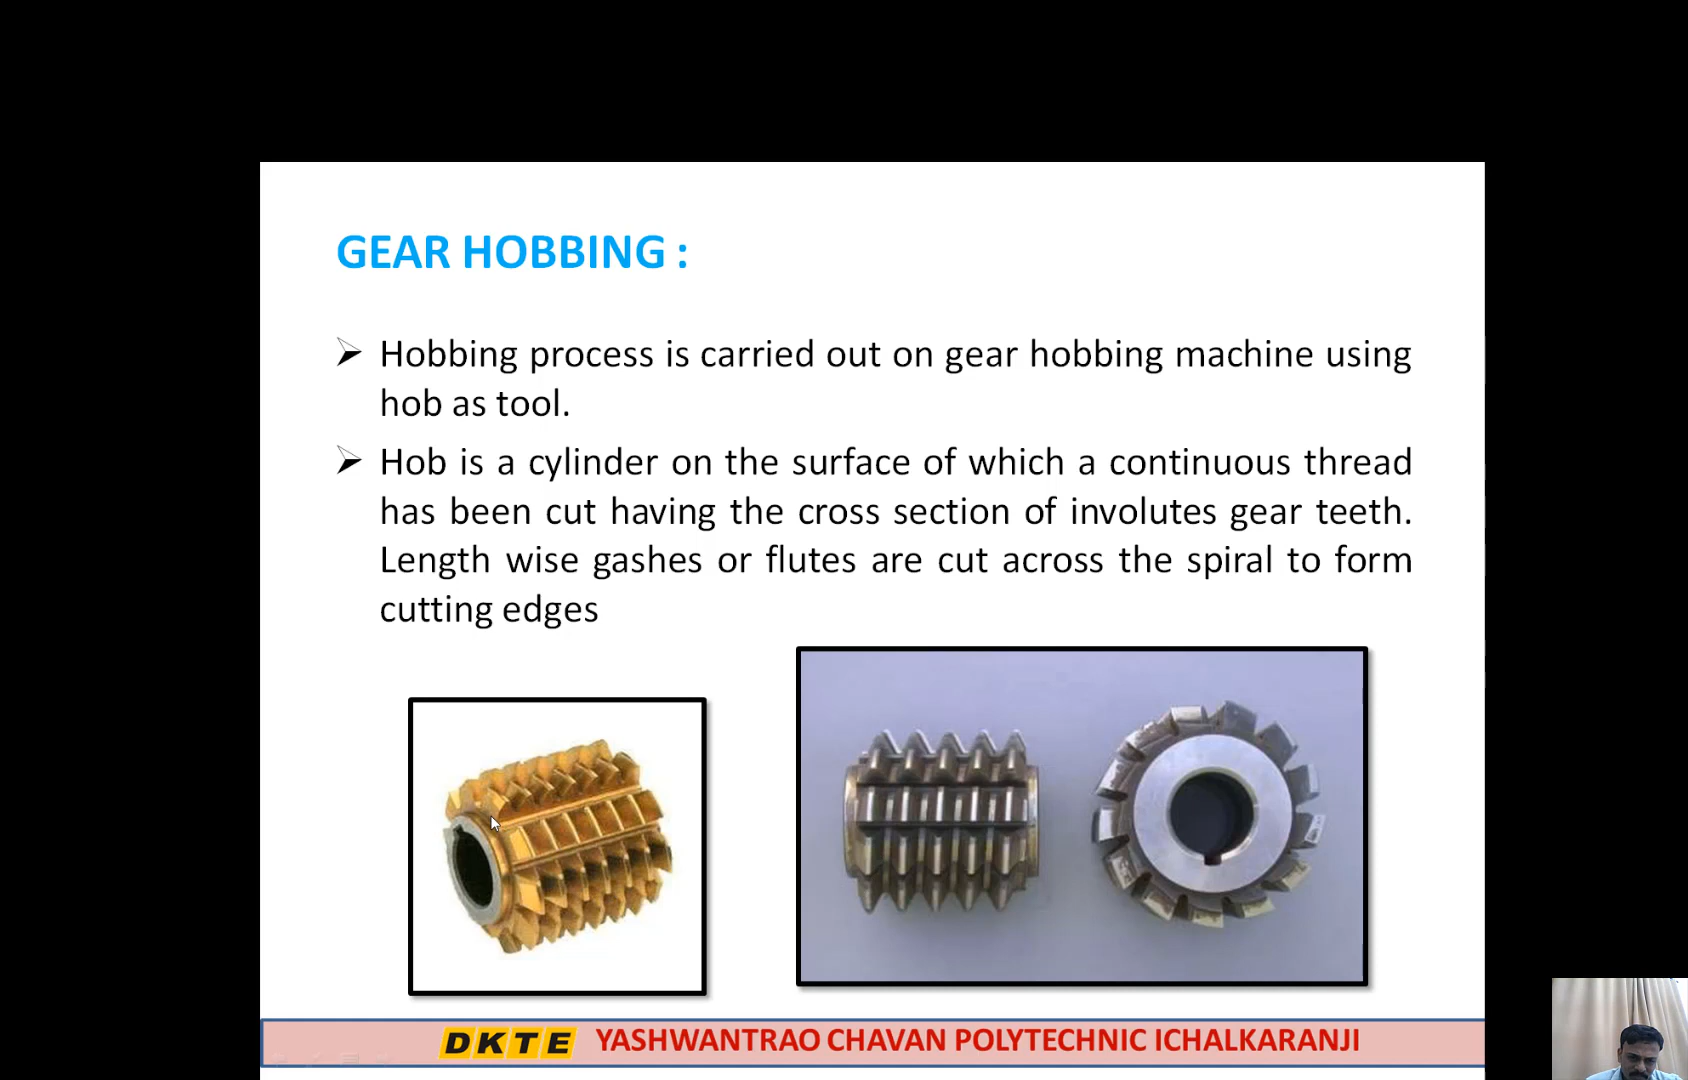 GEAR HOBBING :
Hobbing process is carried out on gear hobbing machine using
hob as tool.
Hob is a cylinder on the surface of which a continuous thread
has been cut having the cross section of involutes gear teeth.
Length wise gashes or flutes are cut across the spiral to form
cutting edges
DKTE YASHWANTRAO CHAVAN POLYTECHNIC ICHALKARANJI